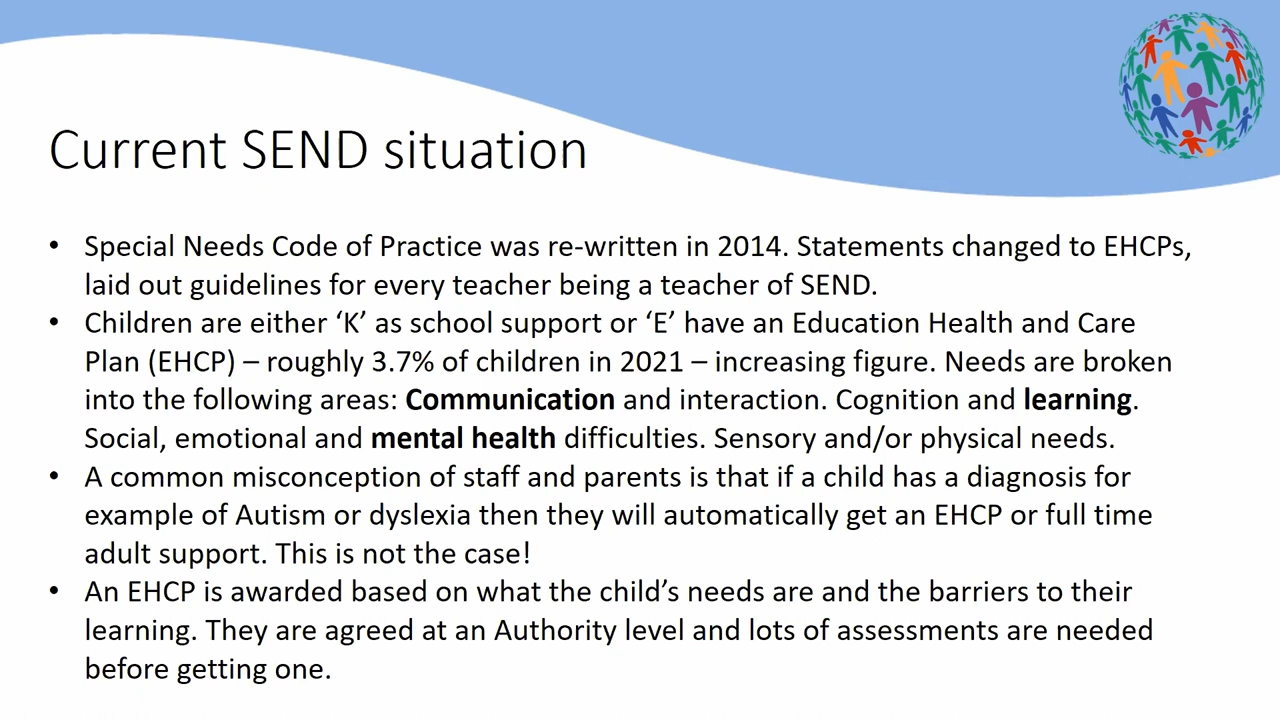 Current SEND situation
• Special Needs Code of Practice was re-written in 2014. Statements changed to EHCPs,
laid out guidelines for every teacher being a teacher of SEND.
• Children are either ‘K’ as school support or ‘E’ have an Education Health and Care
Plan (EHCP) – roughly 3.7% of children in 2021 – increasing figure. Needs are broken
into the following areas: Communication and interaction. Cognition and learning.
Social, emotional and mental health difficulties. Sensory and/or physical needs.
• A common misconception of staff and parents is that if a child has a diagnosis for
example of Autism or dyslexia then they will automatically get an EHCP or full time
adult support. This is not the case!
• An EHCP is awarded based on what the child’s needs are and the barriers to their
learning. They are agreed at an Authority level and lots of assessments are needed
before getting one.